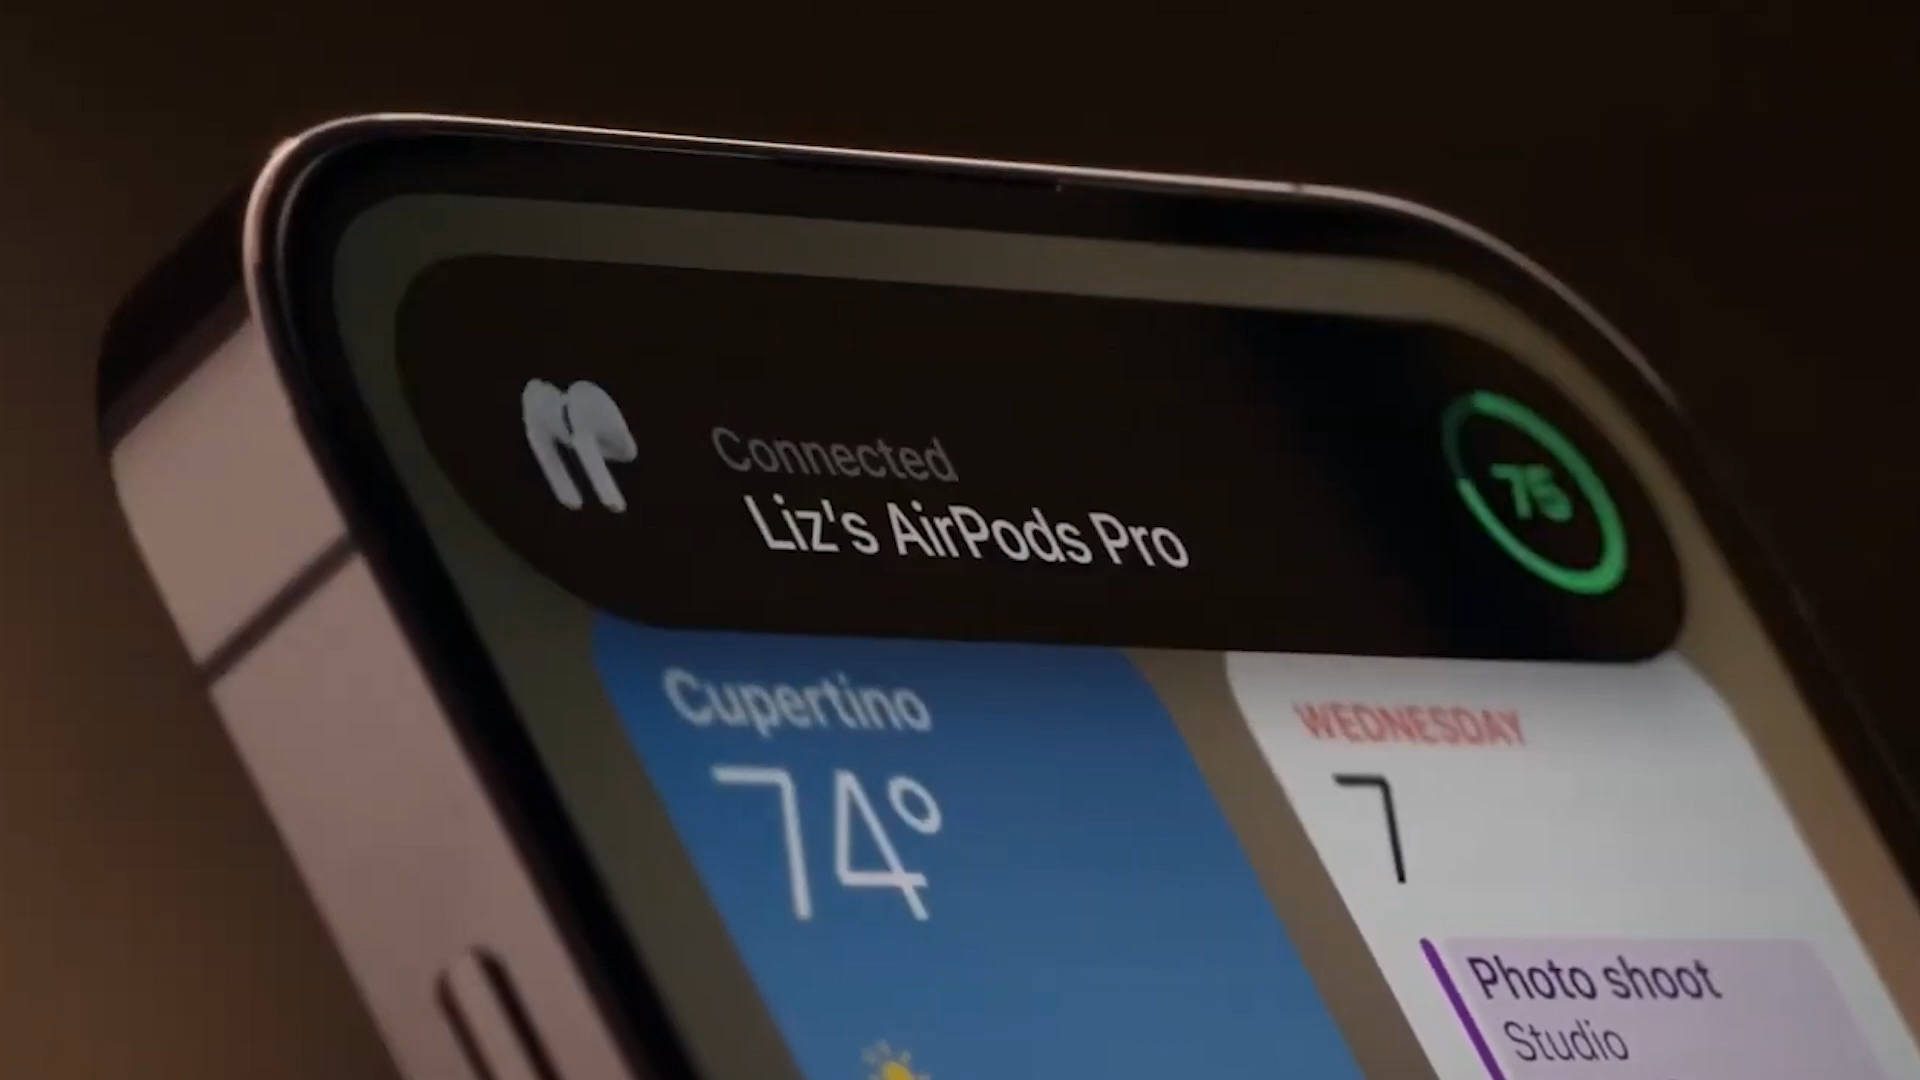 Connected
Liz's AirPods Pro
75
Cupertino
74°
WEDNESDAY
7
Photo shoot
Studio